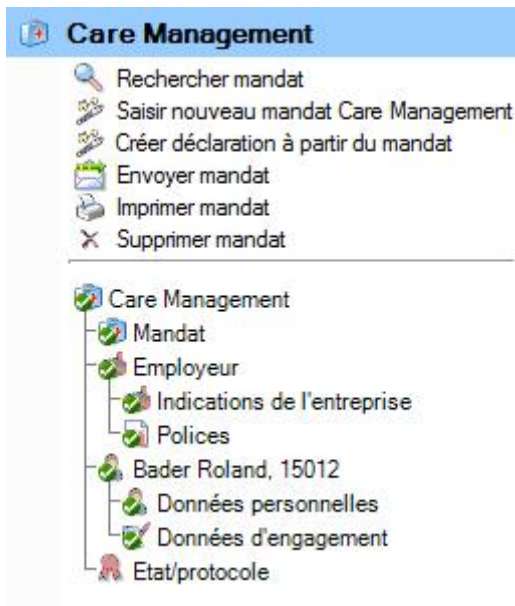 Care Management
Rechercher mandat
Saisir nouveau mandat Care Management
Créer déclaration à partir du mandat
Envoyer mandat
Imprimer mandat
Supprimer mandat
Care Management
Mandat
Employeur
Indications de l'entreprise
Polices
Bader Roland, 15012
Données personnelles
Données d'engagement
Etat/protocole